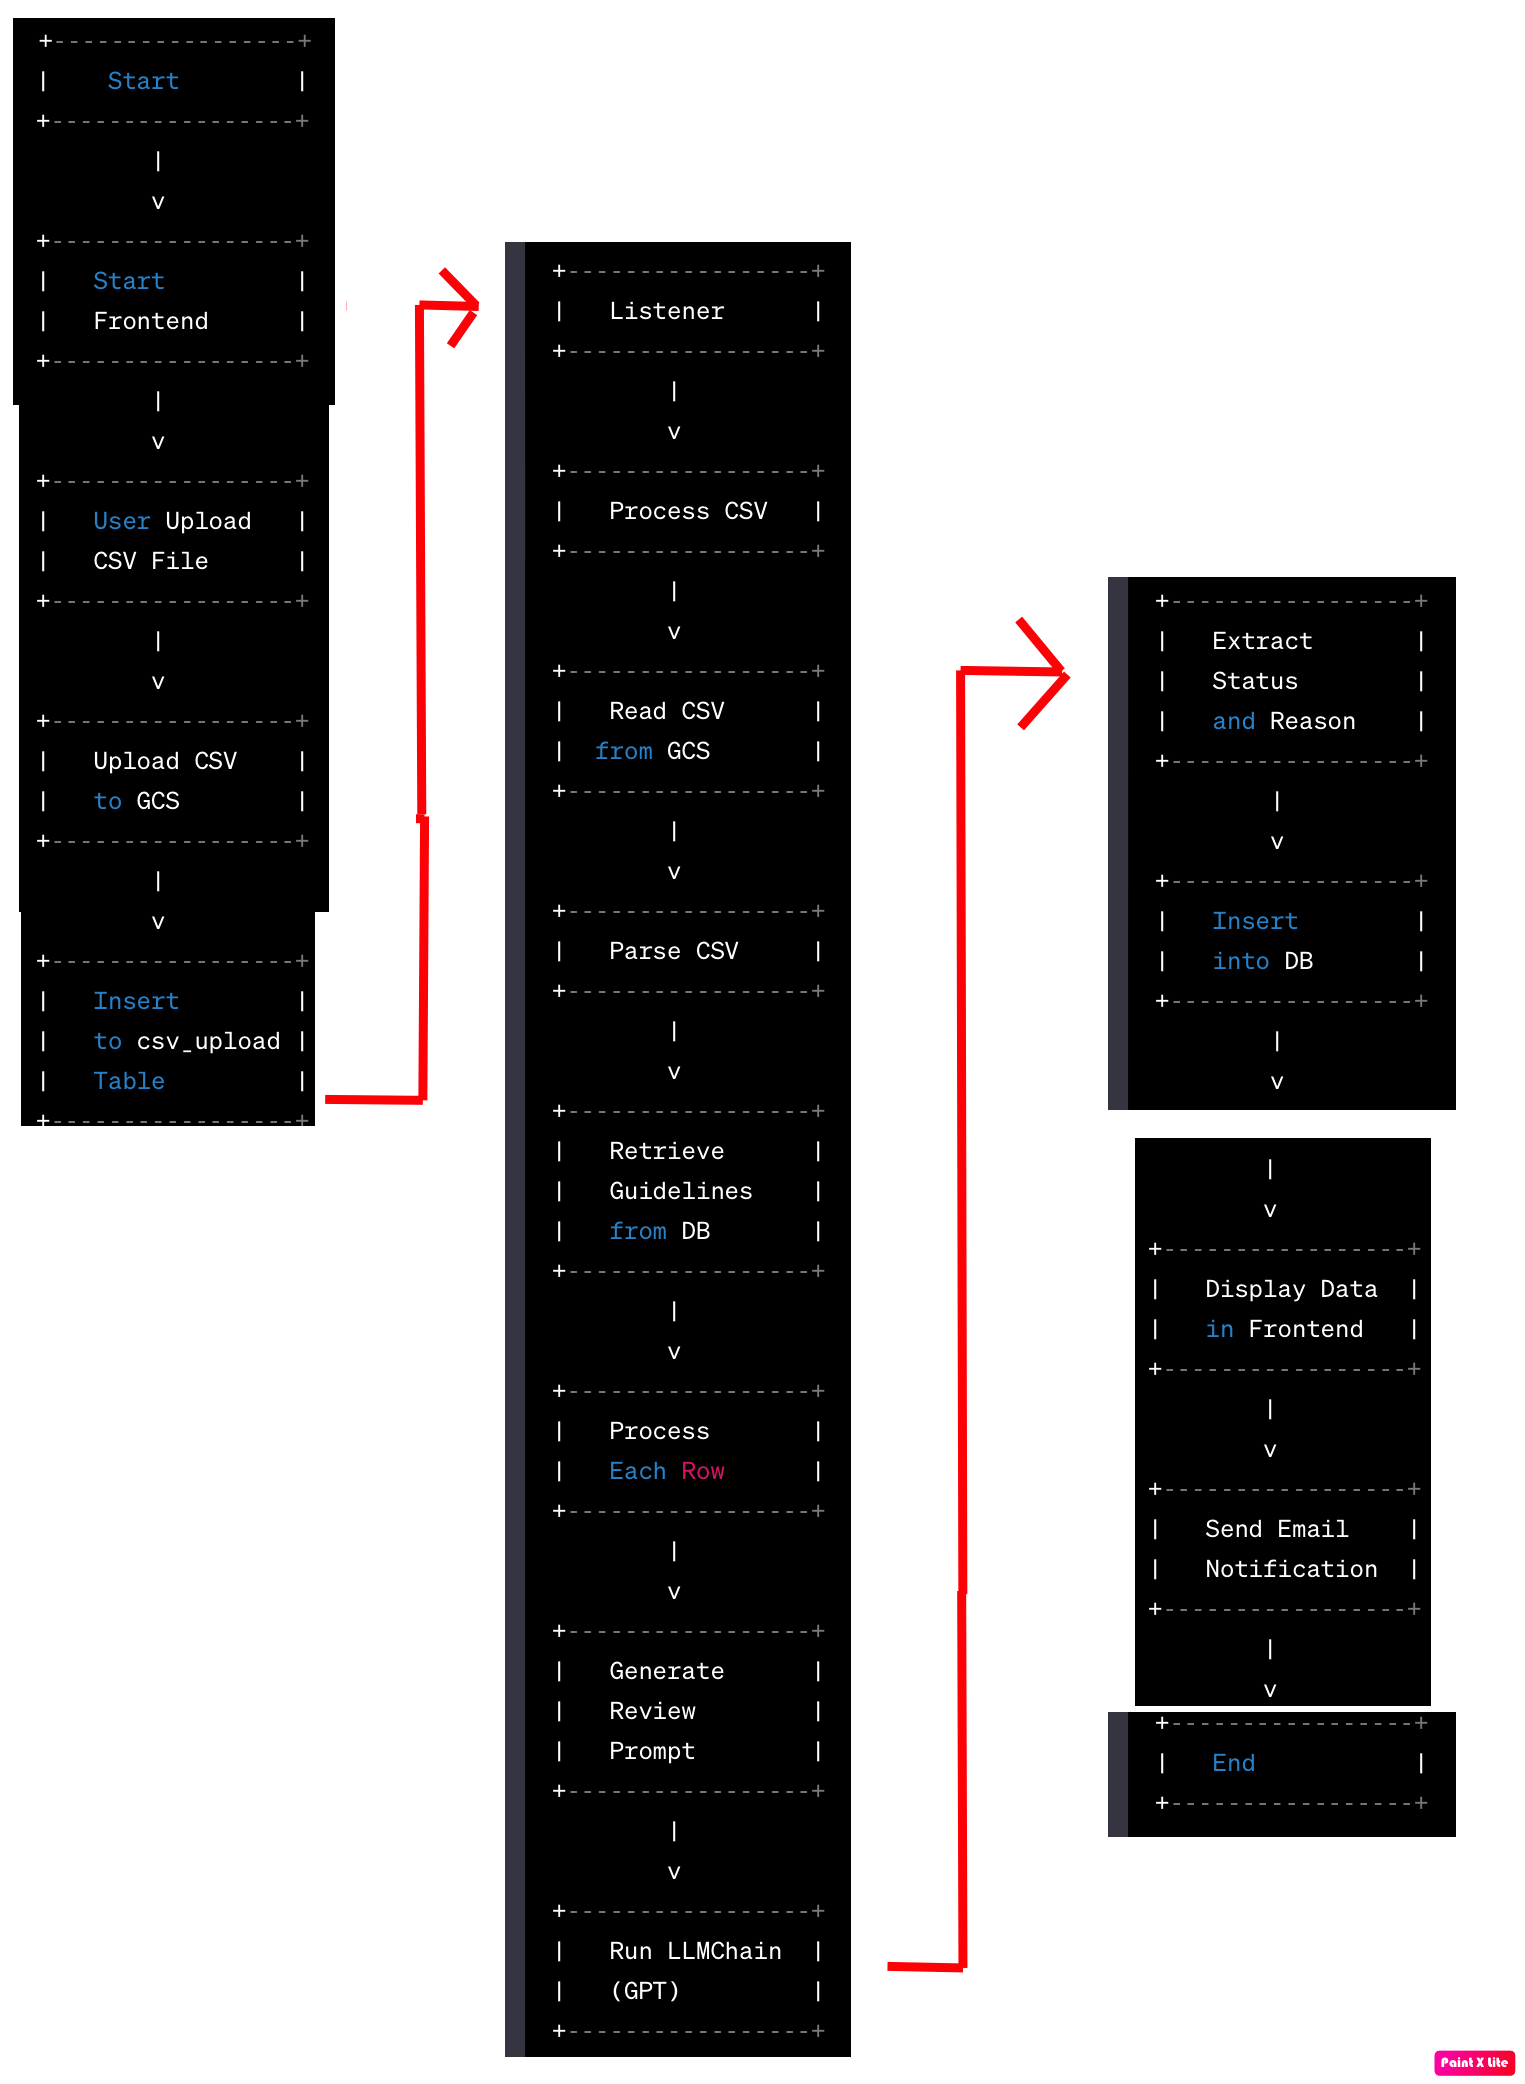 Start
Start
Frontend
User Upload
CSV File
Upload CSV
to GCS
Insert
to csv_upload
Table
Listener
Process CSV
Read CSV
from GCS
Parse CSV
Retrieve
Guidelines
from DB
Process
Each Row
Generate
Review
Prompt
Run LLMChain
(GPT)
Extract
Status
and Reason
Insert
into DB
Display Data
in Frontend
Send Email
Notification
End
Paint X Lite